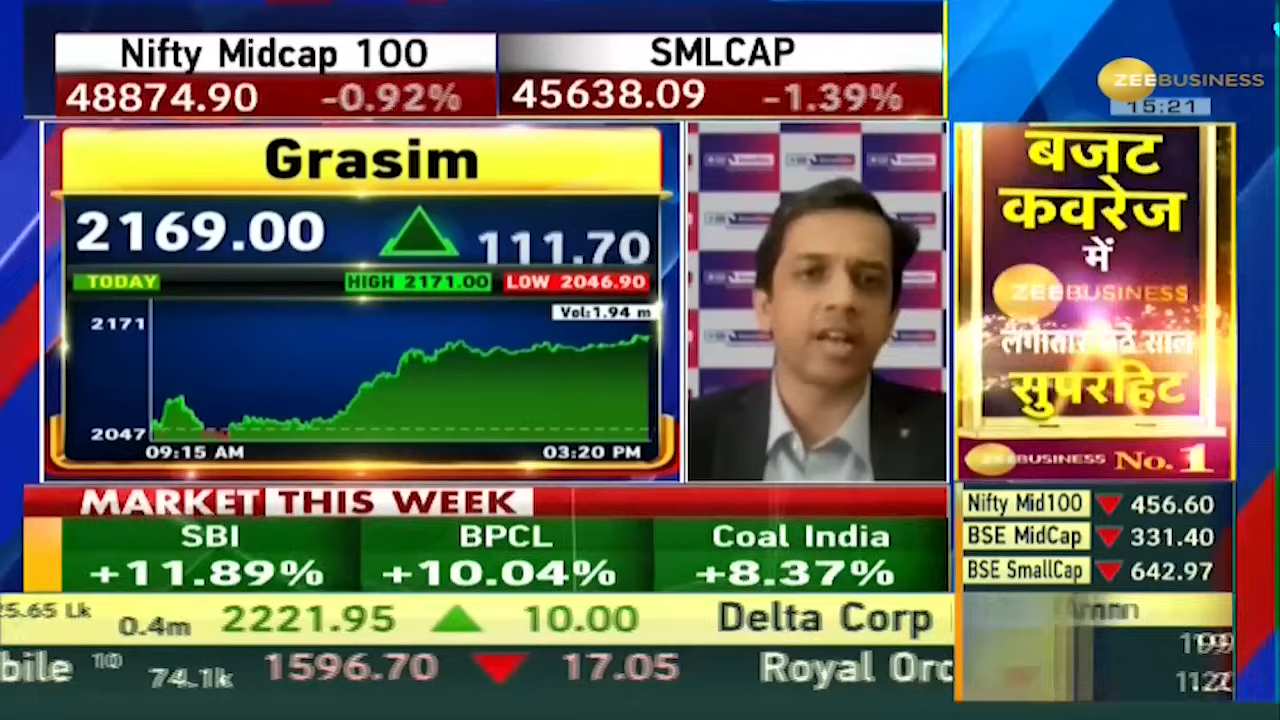 Nifty Midcap 100
48874.90 -0.92%
SMLCAP
45638.09 -1.39%
ZEEBUSINESS
15:21
Grasim
2169.00 111.70
TODAY HIGH 2171.00 LOW 2046.90
Vol:1.94 m
2171
2047
09:15 AM 03:20 PM
बजट
कवरेज
में
ZEEBUSINESS
लगातार छठे साल
सुपरहिट
ZEEBUSINESS No.1
MARKET THIS WEEK
SBI BPCL Coal India
+11.89% +10.04% +8.37%
Nifty Mid100 456.60
BSE MidCap 331.40
BSE SmallCap 642.97
25.65 Lk 0.4m 2221.95 10.00 Delta Corp
bile 10 74.1k 1596.70 17.05 Royal Orc